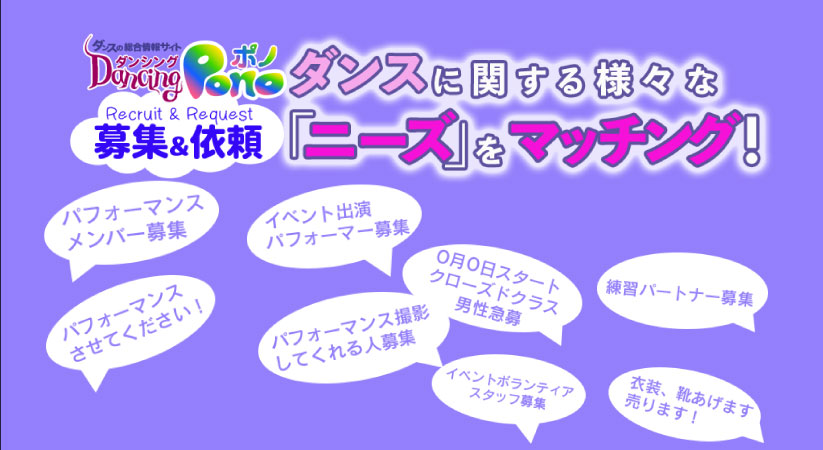 ダンスの総合情報サイト
ダンシング
Dancing
ポノ
Pono
Recruit & Request
募集&依頼
ダンスに関する様々な
『ニーズ』をマッチング!
パフォーマンス
メンバー募集
イベント出演
パフォーマー募集
〇月〇日スタート
クローズドクラス
男性急募
練習パートナー募集
パフォーマンス
させてください!
パフォーマンス撮影
してくれる人募集
イベントボランティア
スタッフ募集
衣装、靴あげます
売ります!